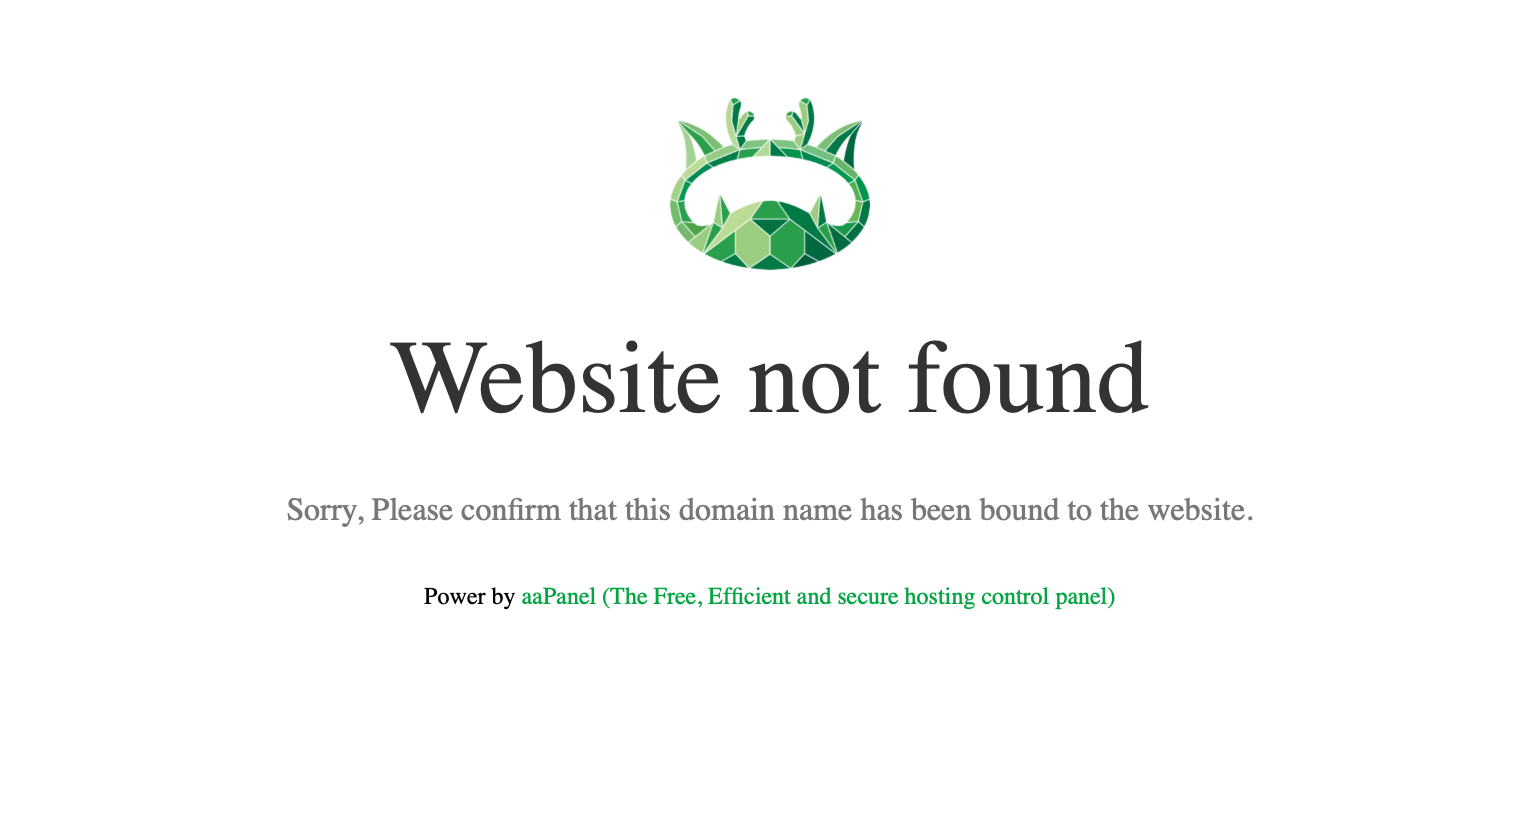 Website not found
Sorry, Please confirm that this domain name has been bound to the website.
Power by aaPanel (The Free, Efficient and secure hosting control panel)